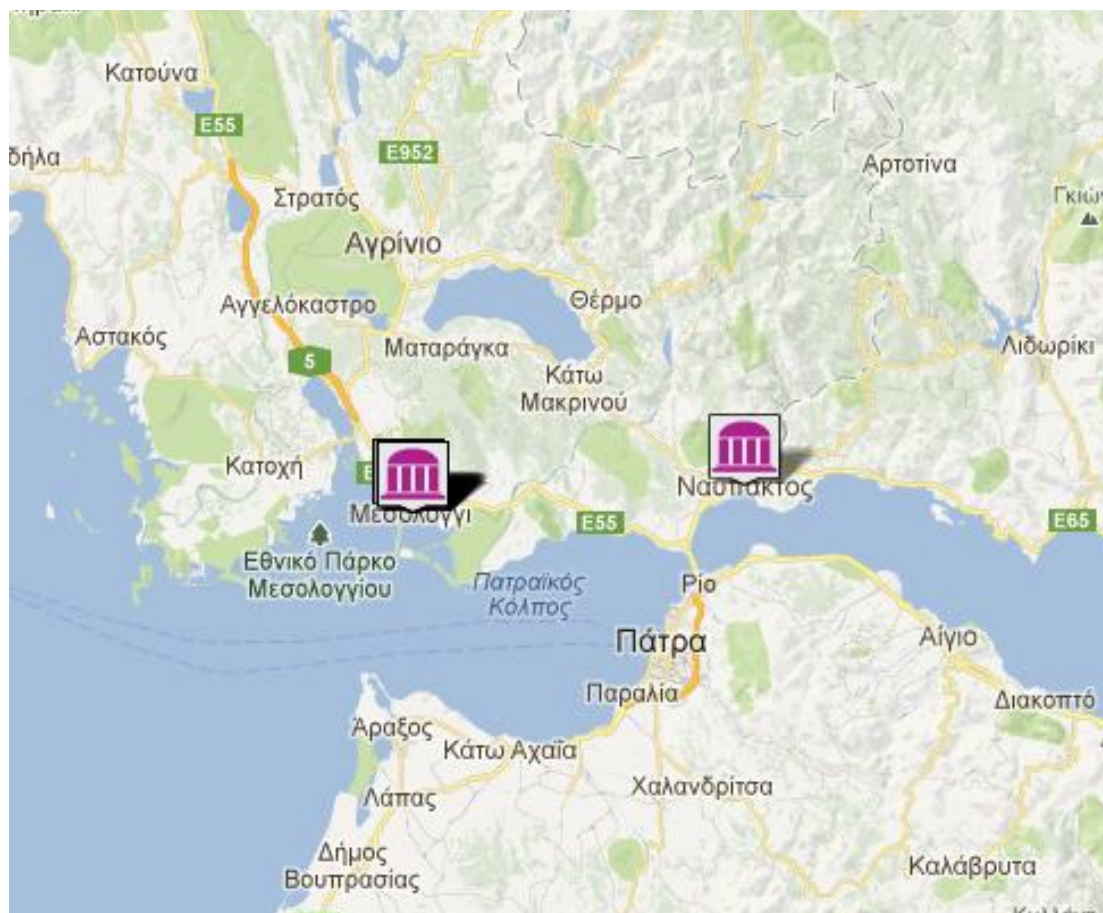 Κατούνα
E55
δήλα
E952
Αρτοτίνα
Στρατός
Γκιών
Αγρίνιο
Αγγελόκαστρο
Θέρμο
Αστακός
5
Ματαράγκα
Λιδωρίκι
Κάτω
Μακρινού
Κατοχή
E
Ναύπακτος
Μεσολόγγι
E55
E65
Εθνικό Πάρκο
Μεσολογγίου
Πατραϊκός
Κόλπος
Ρίο
Πάτρα
Αίγιο
Παραλία
Διακοπτό
Άραξος
Κάτω Αχαΐα
Λάπας
Χαλανδρίτσα
Δήμος
Βουπρασίας
Καλάβρυτα